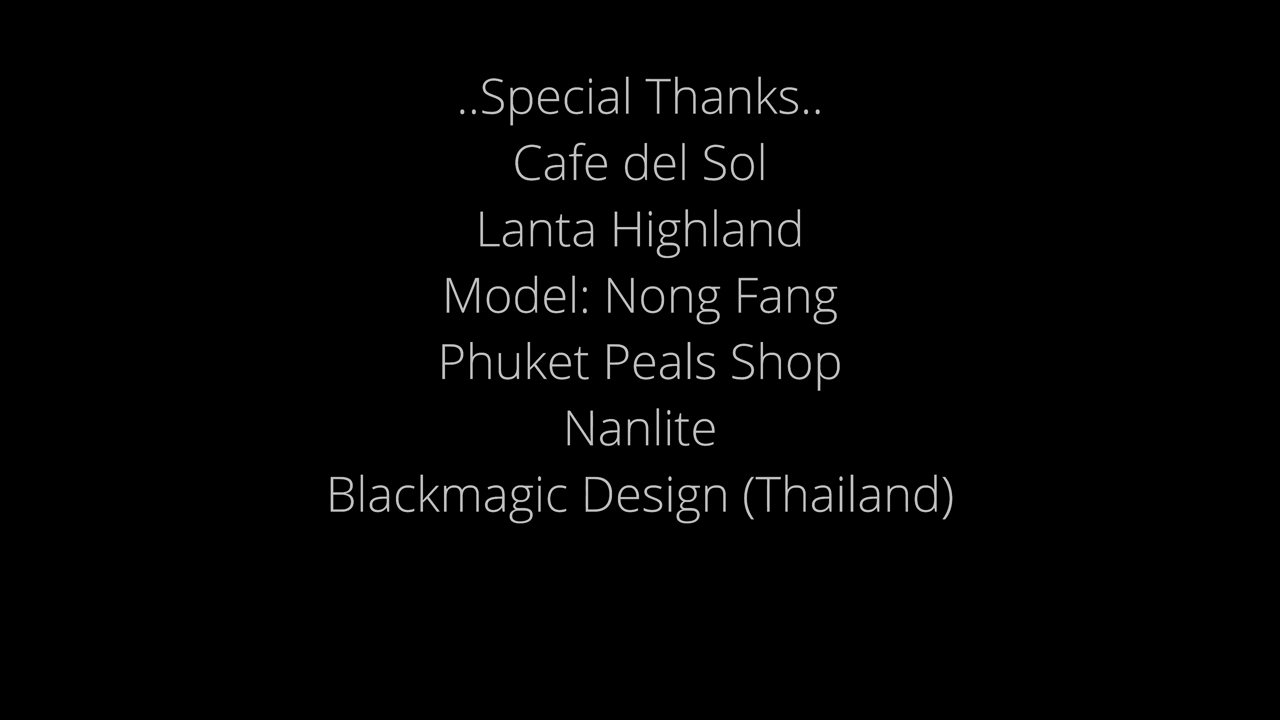 ..Special Thanks..
Cafe del Sol
Lanta Highland
Model: Nong Fang
Phuket Peals Shop
Nanlite
Blackmagic Design (Thailand)